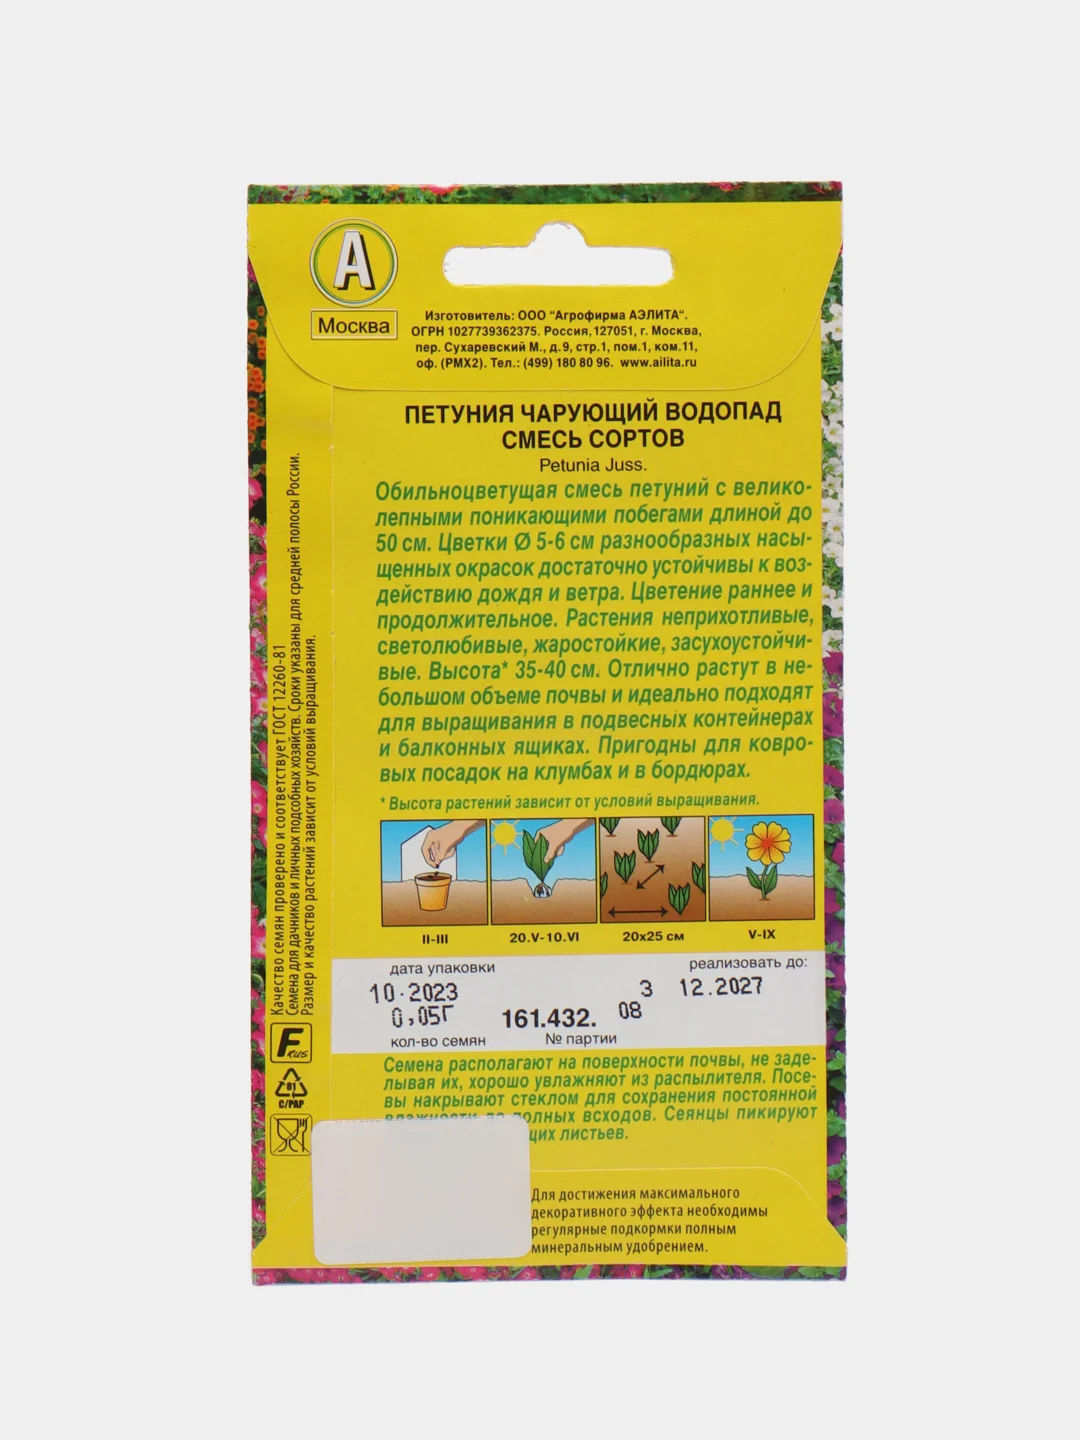 А
Москва
Изготовитель: ООО "Агрофирма АЭЛИТА".
ОГРН 1027739362375. Россия, 127051, г. Москва,
пер. Сухаревский М., д.9, стр.1, пом.1, ком.11,
оф. (РМХ2). Тел.: (499) 180 80 96. www.ailita.ru
ПЕТУНИЯ ЧАРУЮЩИЙ ВОДОПАД
СМЕСЬ СОРТОВ
Petunia Juss.
Обильноцветущая смесь петуний с велико-
лепными поникающими побегами длиной до
50 см. Цветки Ø 5-6 см разнообразных насы-
щенных окрасок достаточно устойчивы к воз-
действию дождя и ветра. Цветение раннее и
продолжительное. Растения неприхотливые,
светолюбивые, жаростойкие, засухоустойчи-
вые. Высота* 35-40 см. Отлично растут в не-
большом объеме почвы и идеально подходят
для выращивания в подвесных контейнерах
и балконных ящиках. Пригодны для ковро-
вых посадок на клумбах и в бордюрах.
* Высота растений зависит от условий выращивания.
II-III 20.V-10.VI 20x25 см V-IX
дата упаковки реализовать до:
10.2023 3 12.2027
0,05Г 161.432. 08
кол-во семян № партии
Семена располагают на поверхности почвы, не заде-
лывая их, хорошо увлажняют из распылителя. Посе-
вы накрывают стеклом для сохранения постоянной
влажности до полных всходов. Сеянцы пикируют
щих листьев.
Для достижения максимального
декоративного эффекта необходимы
регулярные подкормки полным
минеральным удобрением.
Качество семян проверено и соответствует ГОСТ 12260-81
Семена для дачников и личных подсобных хозяйств. Сроки указаны для средней полосы России.
Размер и качество растений зависит от условий выращивания.
F RUS
81
C/PAP